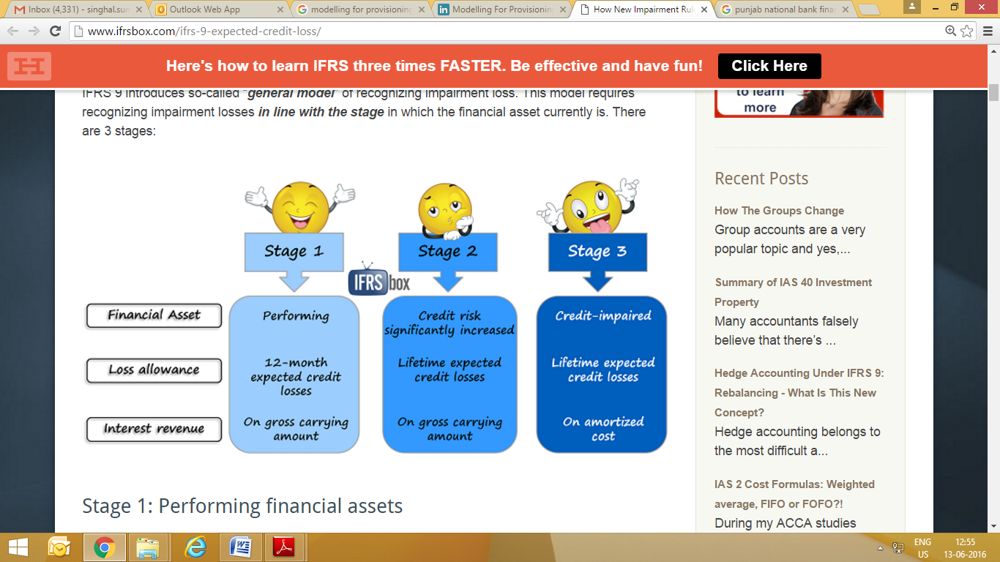 Inbox (4,331) - singhal.sun
Outlook Web App
modelling for provisioning
Modelling For Provisionin
How New Impairment Rul
punjab national bank finan
www.ifrsbox.com/ifrs-9-expected-credit-loss/
Here's how to learn IFRS three times FASTER. Be effective and have fun!
Click Here
IFRS 9 introduces so-called "general model" of recognizing impairment loss. This model requires
recognizing impairment losses in line with the stage in which the financial asset currently is. There
are 3 stages:
Stage 1
Stage 2
Stage 3
IFRSbox
Financial Asset
Performing
Credit risk
significantly increased
Credit-impaired
Loss allowance
12-month
expected credit
losses
Lifetime expected
credit losses
Lifetime expected
credit losses
Interest revenue
On gross carrying
amount
On gross carrying
amount
On amortized
cost
Stage 1: Performing financial assets
to learn
more
Recent Posts
How The Groups Change
Group accounts are a very
popular topic and yes,...
Summary of IAS 40 Investment
Property
Many accountants falsely
believe that there's ...
Hedge Accounting Under IFRS 9:
Rebalancing - What Is This New
Concept?
Hedge accounting belongs to
the most difficult a...
IAS 2 Cost Formulas: Weighted
average, FIFO or FOFO?!
During my ACCA studies
ENG
US
12:55
13-06-2016